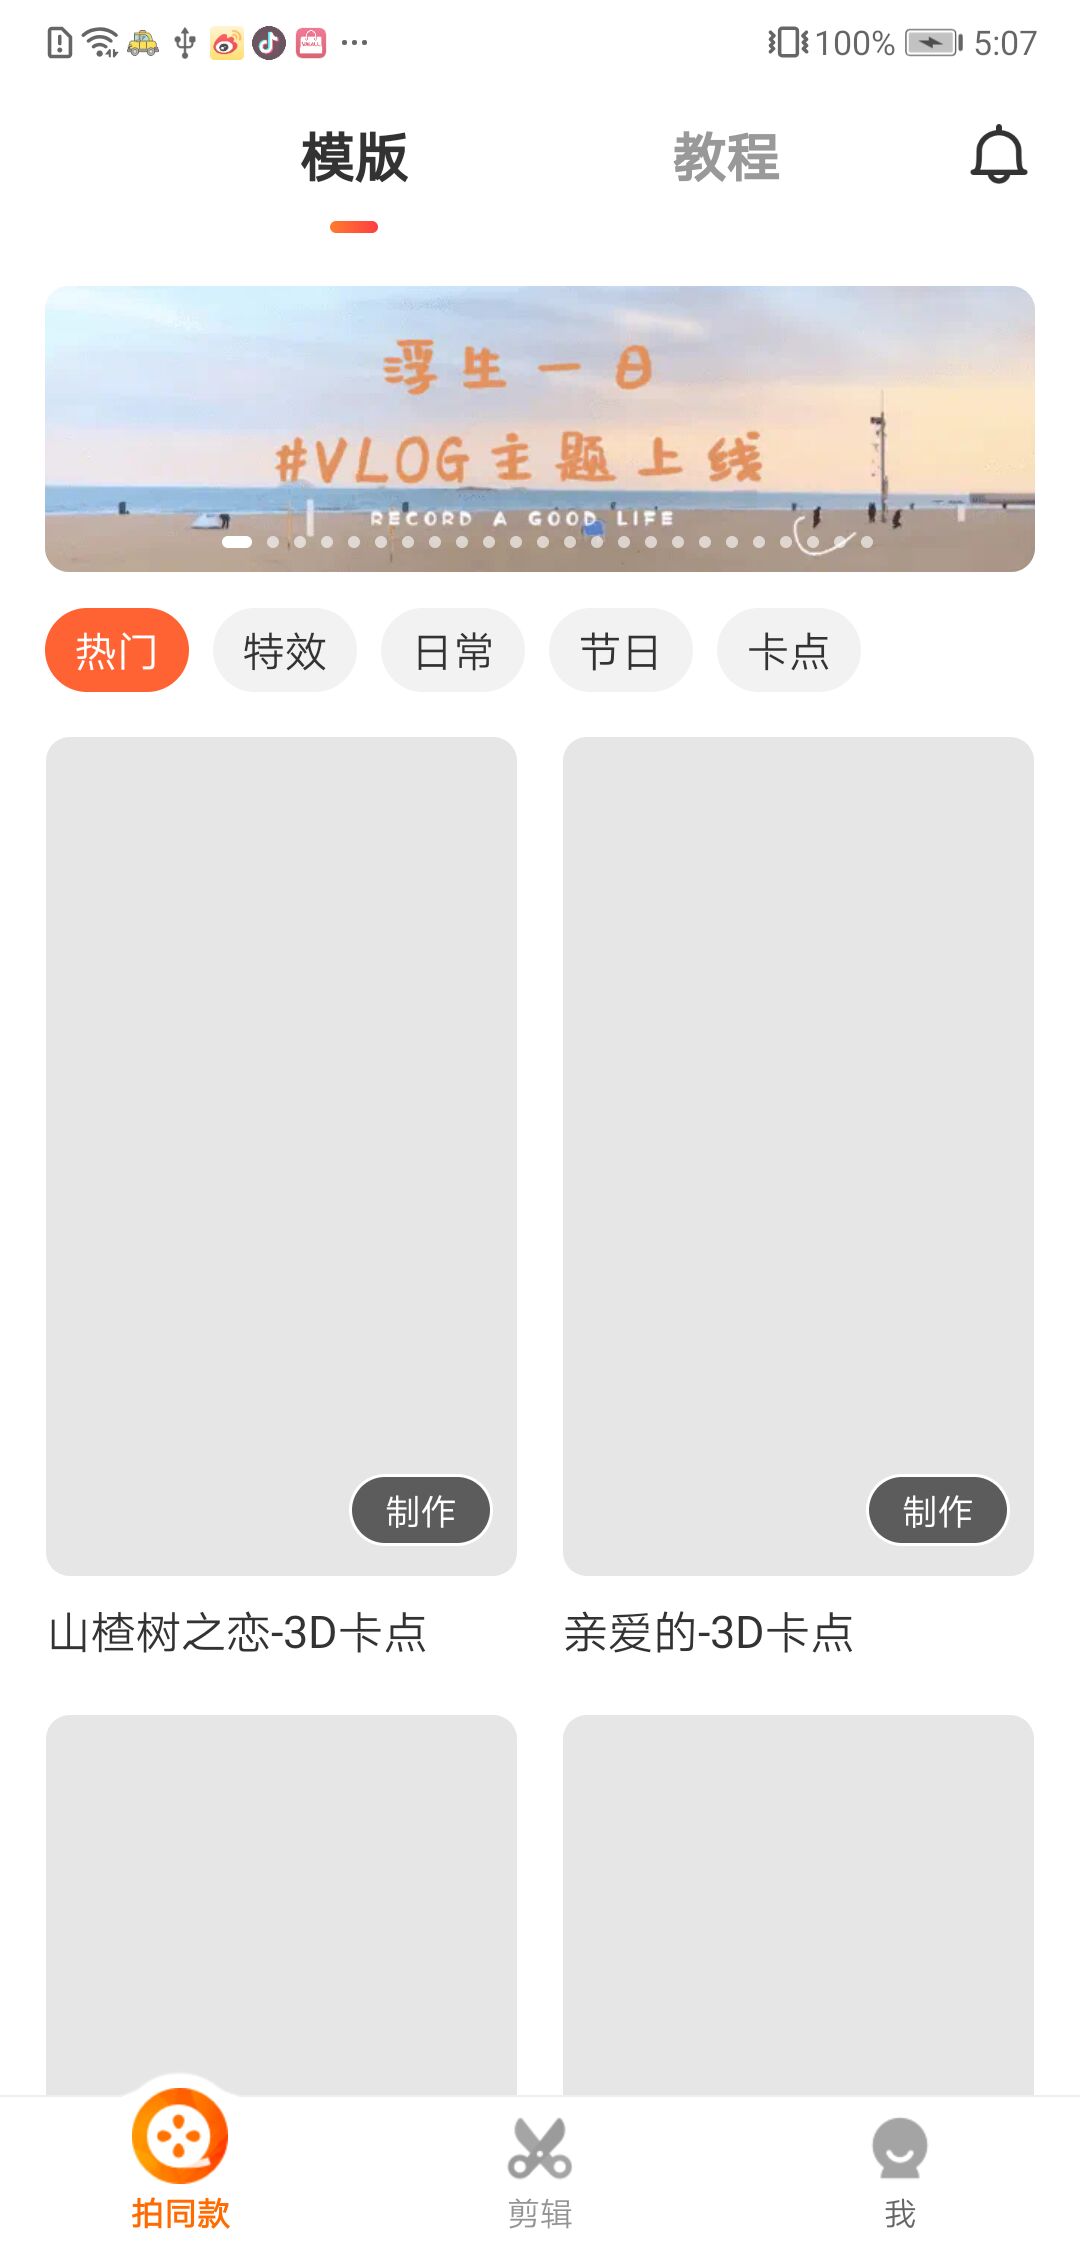 100% 5:07
模版 教程
浮生一日
#VLOG主题上线
RECORD A GOOD LIFE
热门 特效 日常 节日 卡点
制作 制作
山楂树之恋-3D卡点 亲爱的-3D卡点
拍同款 剪辑 我